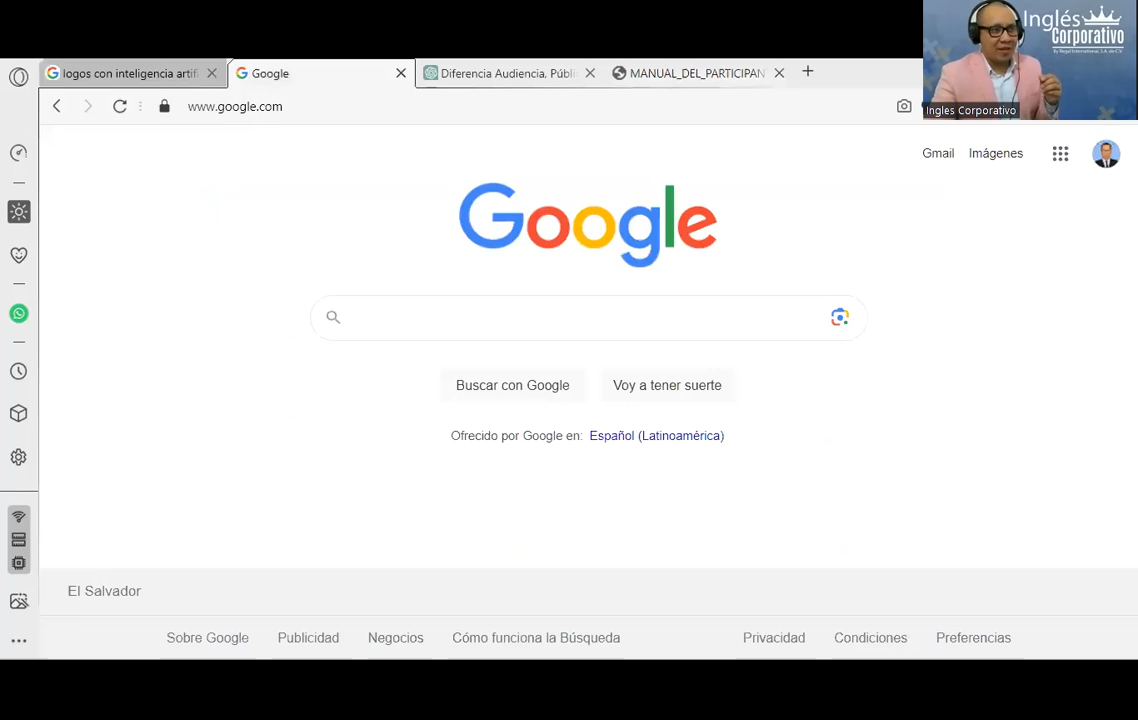 logos con inteligencia artifi
Google
Diferencia Audiencia, Públi
MANUAL_DEL_PARTICIPAN
www.google.com
Inglés
Corporativo
Ingles Corporativo
Gmail
Imágenes
Google
Buscar con Google
Voy a tener suerte
Ofrecido por Google en: Español (Latinoamérica)
El Salvador
Sobre Google
Publicidad
Negocios
Cómo funciona la Búsqueda
Privacidad
Condiciones
Preferencias